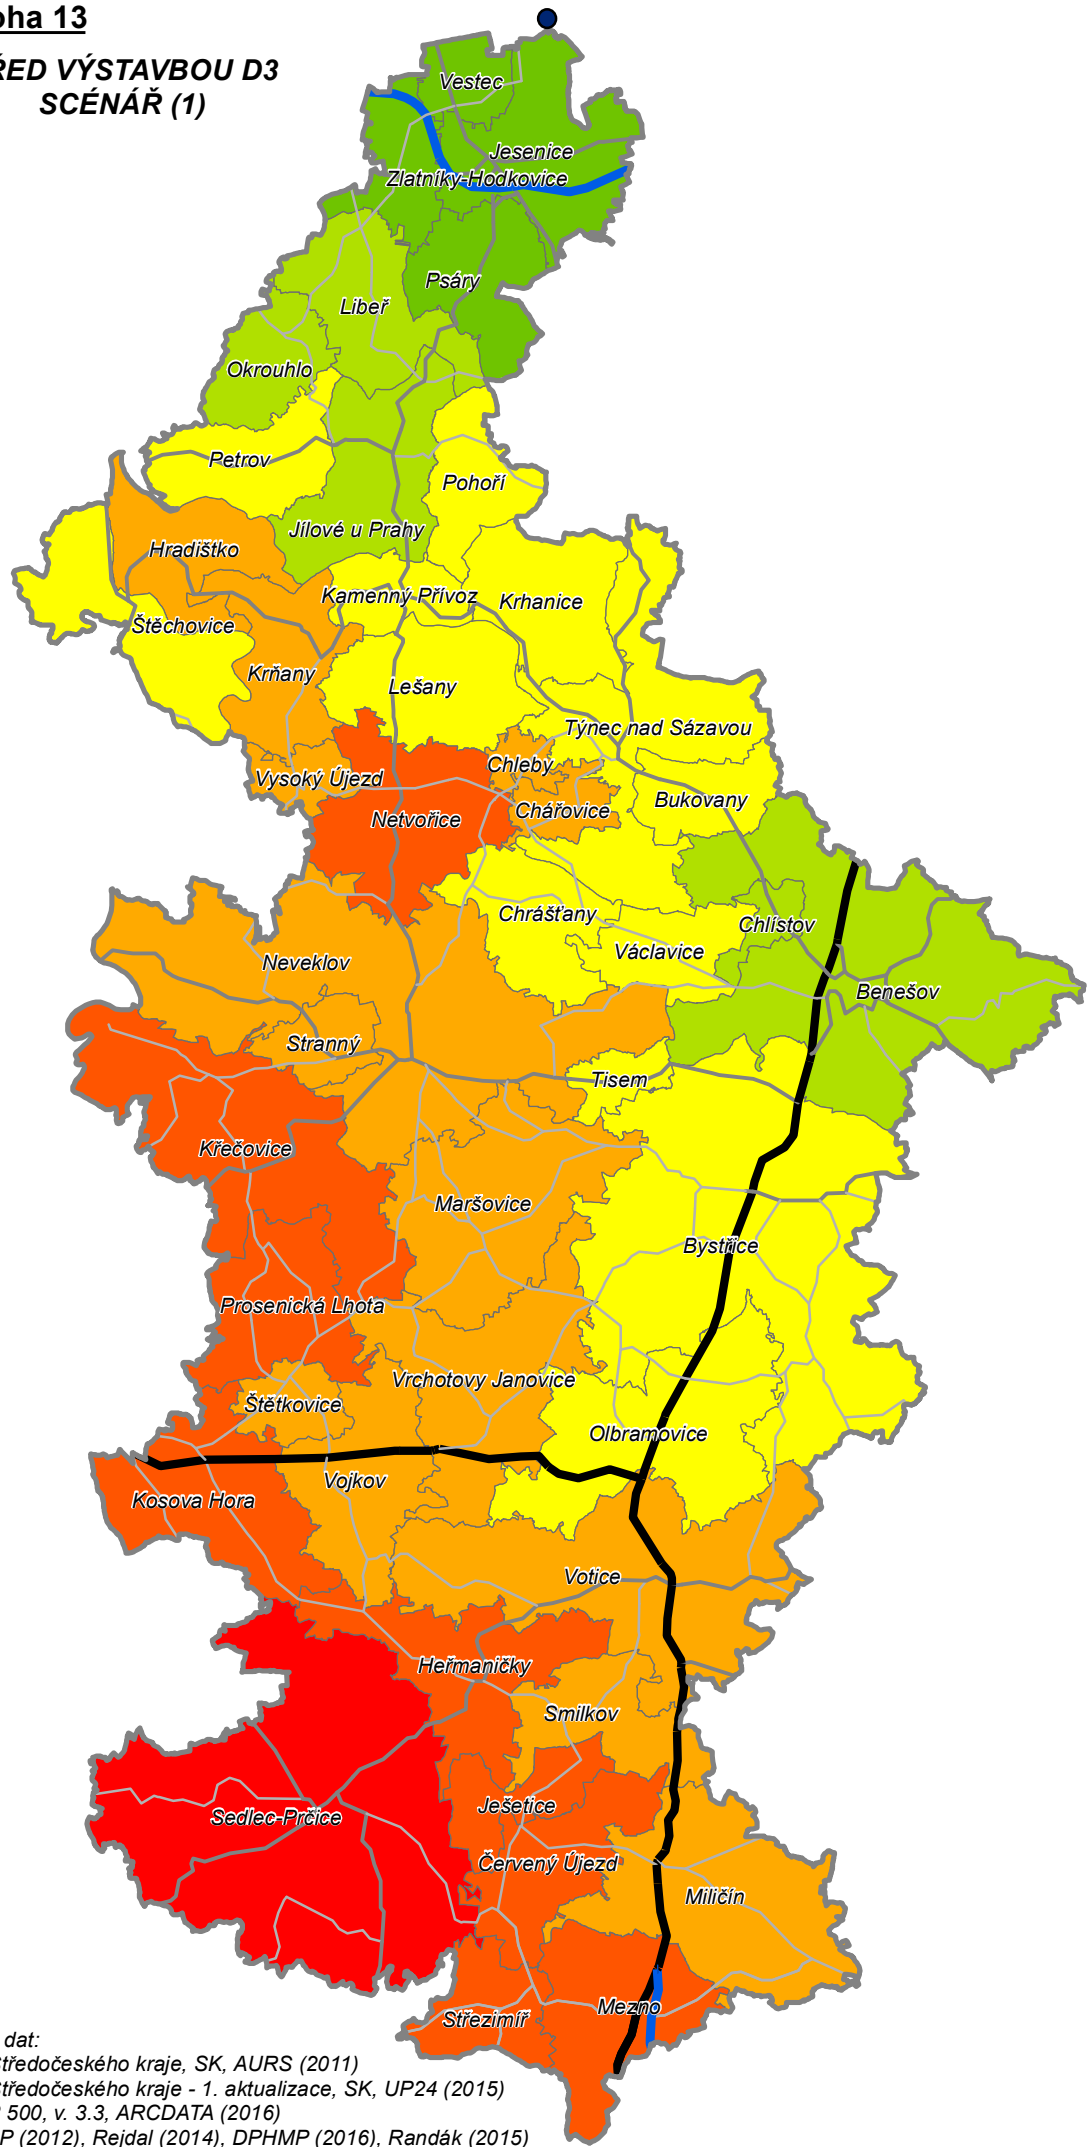 oha 13
ŘED VÝSTAVBOU D3
SCÉNÁŘ (1)
Vestec
Jesenice
Zlatníky-Hodkovice
Psáry
Libeř
Okrouhlo
Petrov
Pohoří
Jílové u Prahy
Hradištko
Kamenný Přívoz
Krhanice
Štěchovice
Krňany
Lešany
Týnec nad Sázavou
Chleby
Vysoký Újezd
Bukovany
Chářovice
Netvořice
Chrášťany
Chlístov
Václavice
Neveklov
Benešov
Stranný
Tisem
Křečovice
Maršovice
Bystřice
Prosenická Lhota
Vrchotovy Janovice
Štětkovice
Olbramovice
Vojkov
Kosova Hora
Votice
Heřmaničky
Smilkov
Ješetice
Sedlec-Prčice
Červený Újezd
Miličín
Mezno
Střezimíř
dat:
Středočeského kraje, SK, AURS (2011)
Středočeského kraje - 1. aktualizace, SK, UP24 (2015)
500, v. 3.3, ARCDATA (2016)
P (2012), Rejdal (2014), DPHMP (2016), Randák (2015)